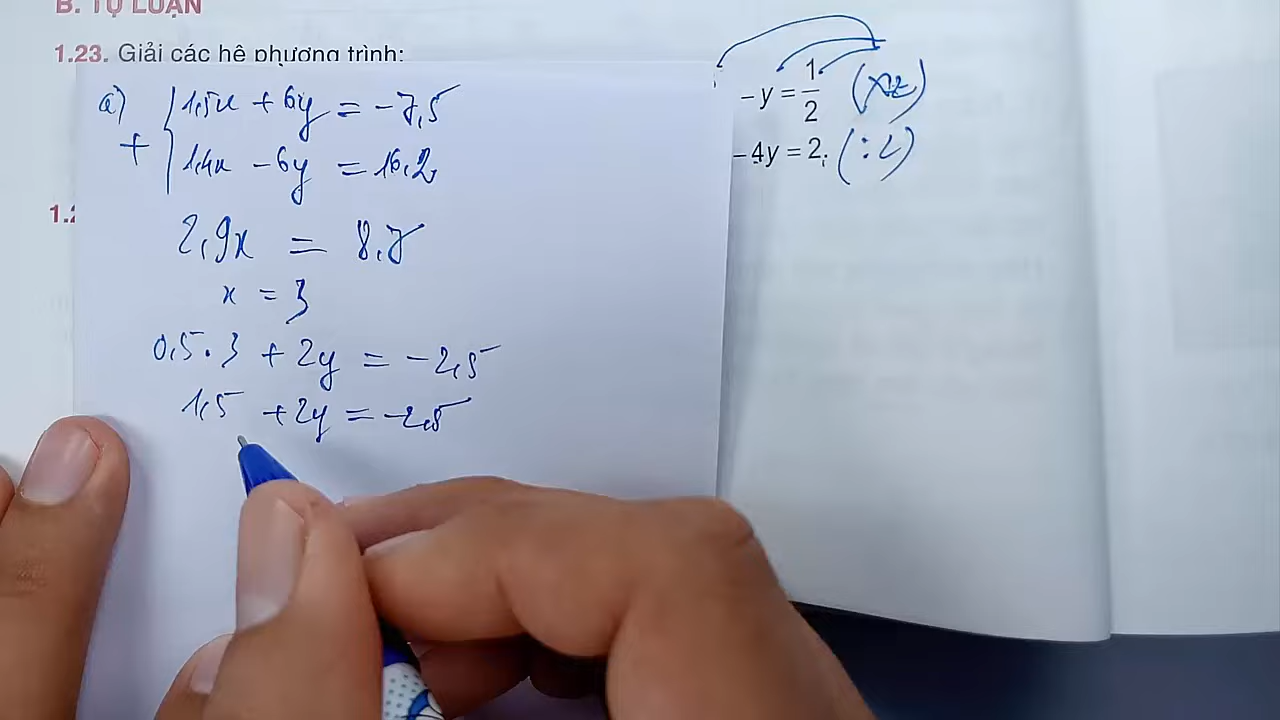 B. TỰ LUẬN
1.23. Giải các hệ phương trình:
a) 1,5x + 6y = -7,5
+ 1,4x - 6y = 16,2
2,9x = 8,7
x = 3
0,5 . 3 + 2y = -2,5
1,5 + 2y = -2,5
-y = 1/2 (x2)
-4y = 2; (:2)
1.2